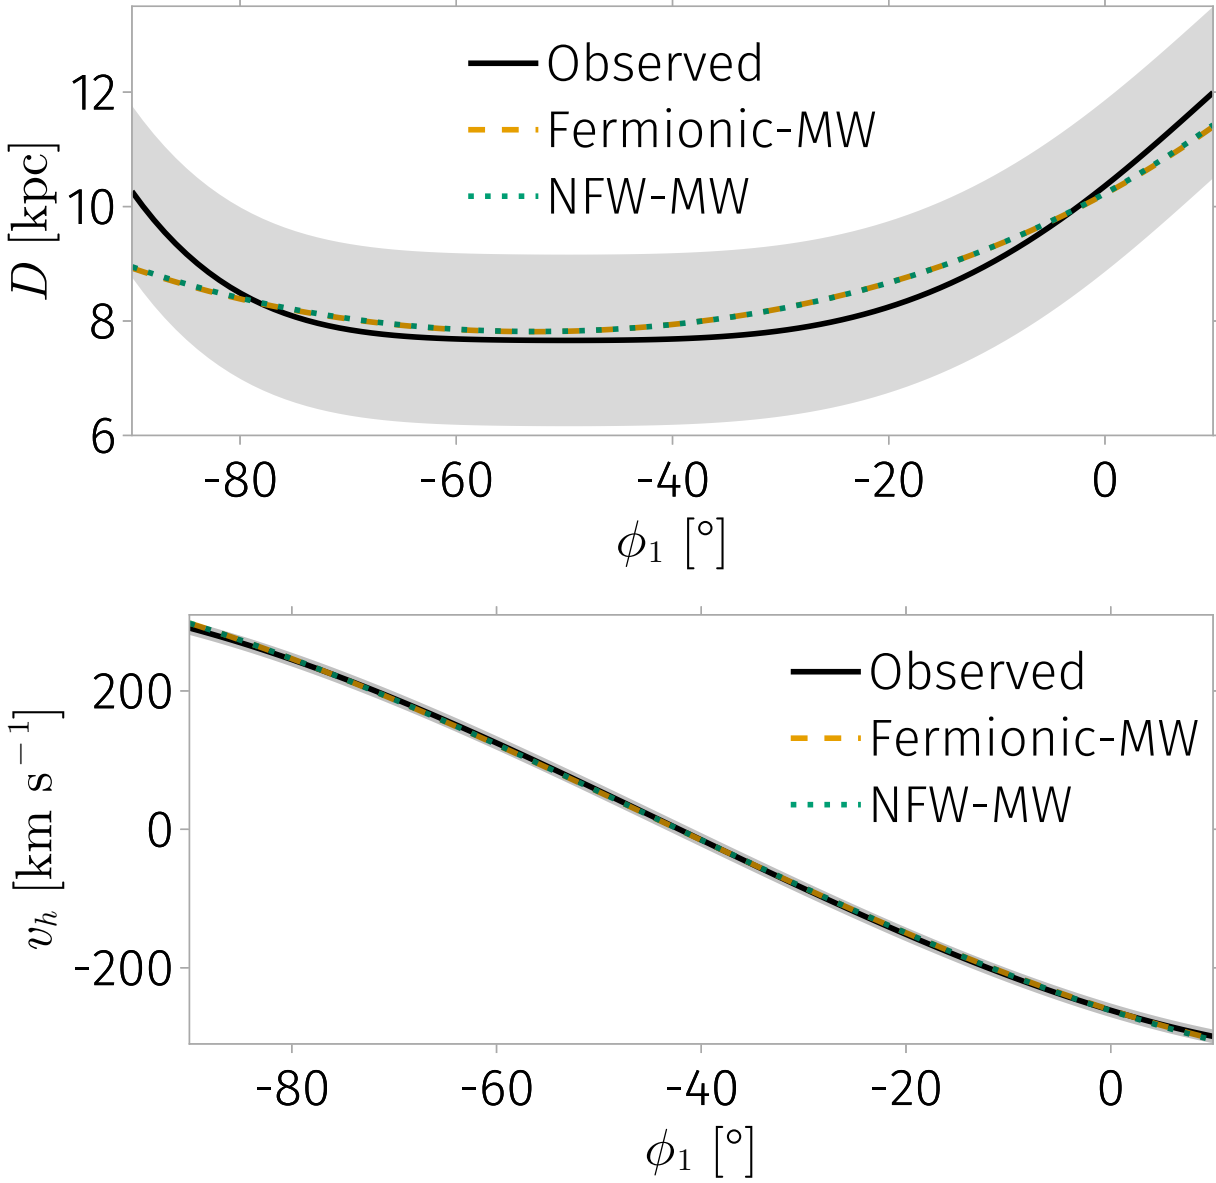 Observed
Fermionic-MW
NFW-MW
D [kpc]
12
10
8
6
-80 -60 -40 -20 0
ϕ₁ [°]
Observed
Fermionic-MW
NFW-MW
v_h [km s⁻¹]
200
0
-200
-80 -60 -40 -20 0
ϕ₁ [°]